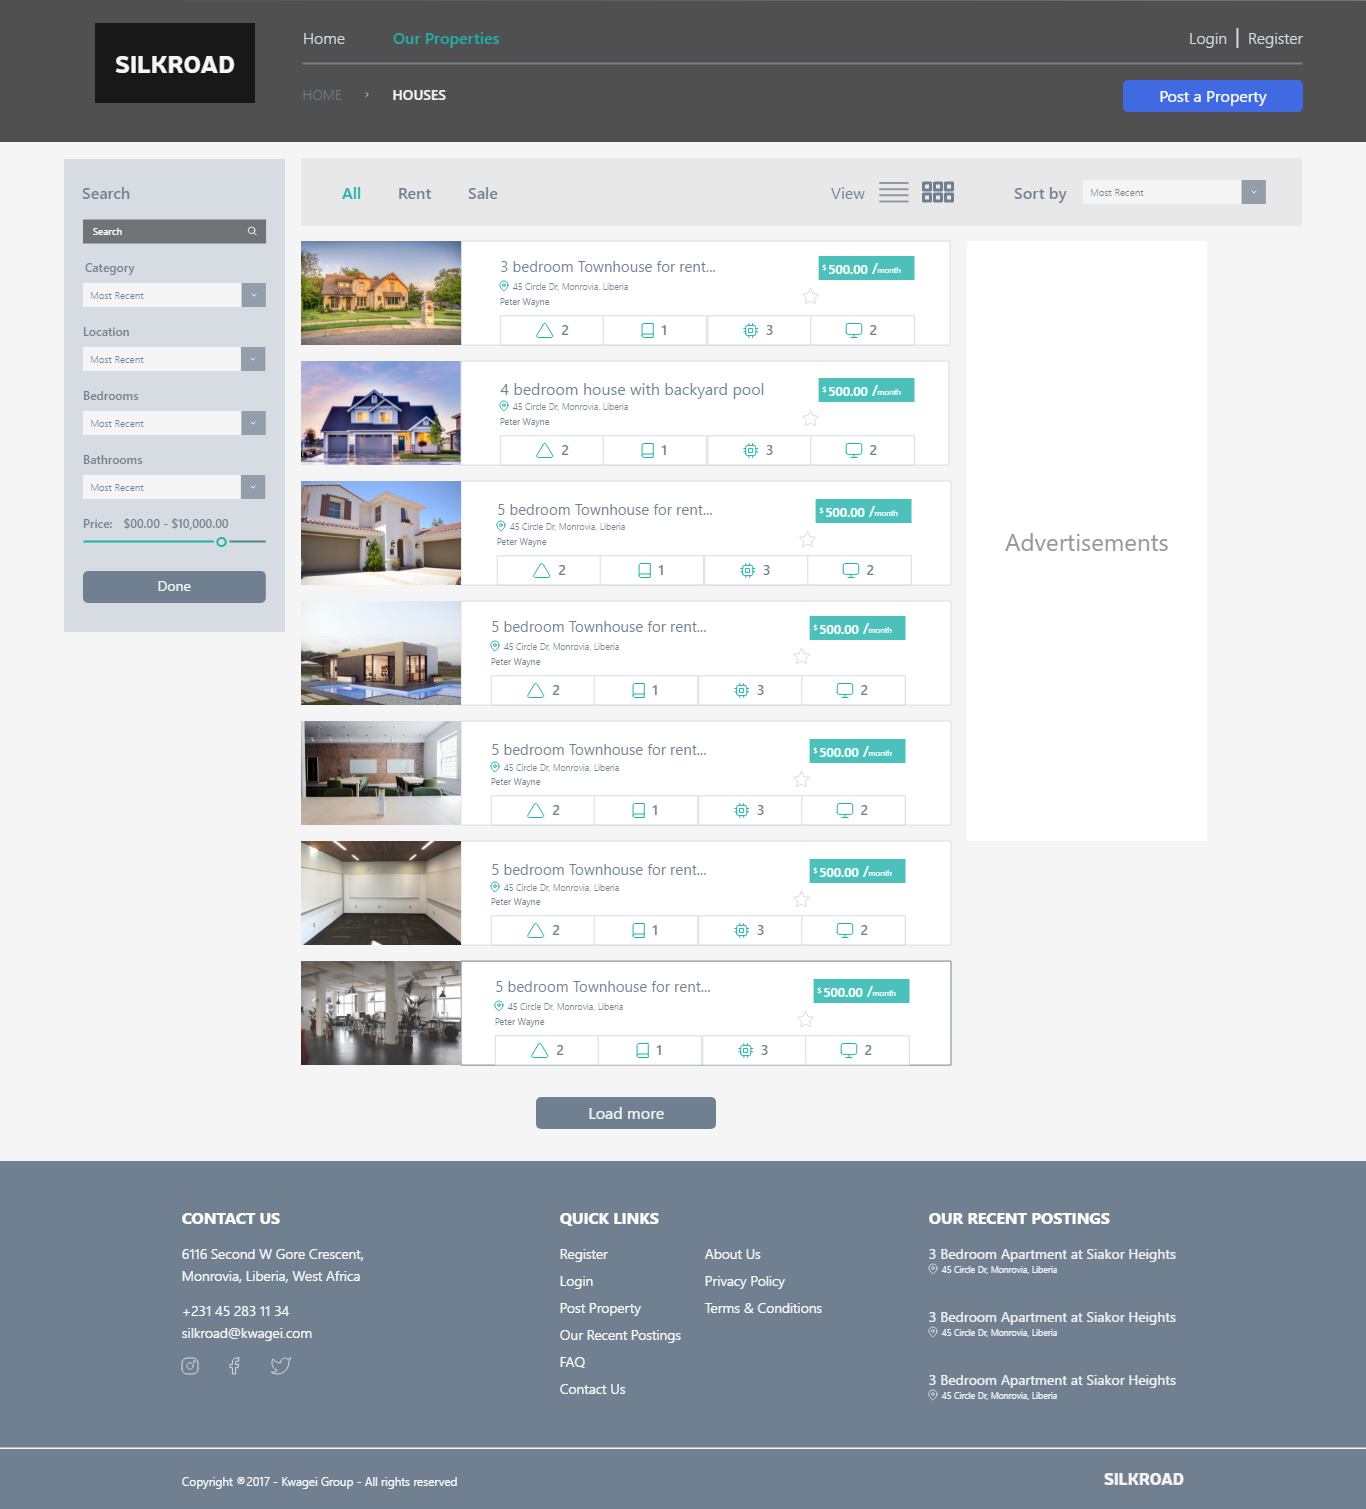 SILKROAD
Home
Our Properties
Login
Register
HOME
HOUSES
Post a Property
Search
Search
Category
Most Recent
Location
Most Recent
Bedrooms
Most Recent
Bathrooms
Most Recent
Price: $00.00 - $10,000.00
Done
All
Rent
Sale
View
Sort by
Most Recent
3 bedroom Townhouse for rent...
$500.00 /month
45 Circle Dr, Monrovia, Liberia
Peter Wayne
2 1 3 2
4 bedroom house with backyard pool
$500.00 /month
45 Circle Dr, Monrovia, Liberia
Peter Wayne
2 1 3 2
5 bedroom Townhouse for rent...
$500.00 /month
45 Circle Dr, Monrovia, Liberia
Peter Wayne
2 1 3 2
5 bedroom Townhouse for rent...
$500.00 /month
45 Circle Dr, Monrovia, Liberia
Peter Wayne
2 1 3 2
5 bedroom Townhouse for rent...
$500.00 /month
45 Circle Dr, Monrovia, Liberia
Peter Wayne
2 1 3 2
5 bedroom Townhouse for rent...
$500.00 /month
45 Circle Dr, Monrovia, Liberia
Peter Wayne
2 1 3 2
5 bedroom Townhouse for rent...
$500.00 /month
45 Circle Dr, Monrovia, Liberia
Peter Wayne
2 1 3 2
Advertisements
Load more
CONTACT US
6116 Second W Gore Crescent,
Monrovia, Liberia, West Africa
+231 45 283 11 34
silkroad@kwagei.com
QUICK LINKS
Register
Login
Post Property
Our Recent Postings
FAQ
Contact Us
About Us
Privacy Policy
Terms & Conditions
OUR RECENT POSTINGS
3 Bedroom Apartment at Siakor Heights
45 Circle Dr, Monrovia, Liberia
3 Bedroom Apartment at Siakor Heights
45 Circle Dr, Monrovia, Liberia
3 Bedroom Apartment at Siakor Heights
45 Circle Dr, Monrovia, Liberia
Copyright ®2017 - Kwagei Group - All rights reserved
SILKROAD